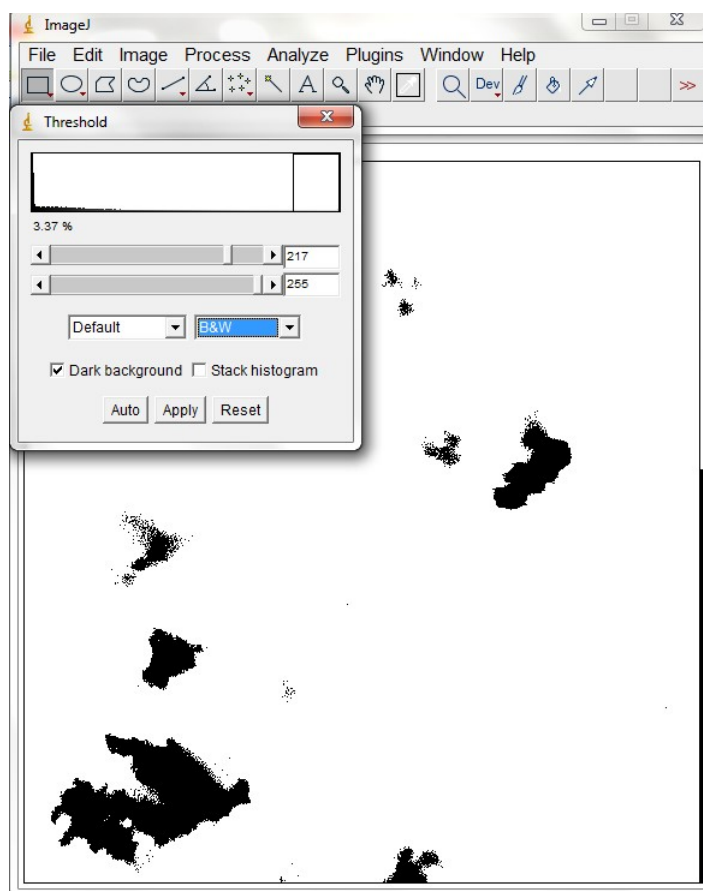 ImageJ
File Edit Image Process Analyze Plugins Window Help
A Dev >>
Threshold
3.37 %
217
255
Default B&W
Dark background Stack histogram
Auto Apply Reset